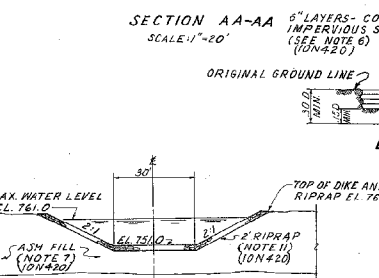 SECTION AA-AA
SCALE: 1"=20'
6" LAYERS- CO
IMPERVIOUS S
(SEE NOTE 6)
(10N420)
ORIGINAL GROUND LINE
30.0
MIN.
15.0
MIN
30'
AX. WATER LEVEL
EL. 761.0
2:1
EL. 751.0
2:1
TOP OF DIKE AN
RIPRAP EL. 76
2' RIPRAP
(NOTE 11)
(10N420)
ASH FILL
(NOTE 7)
(10N420)